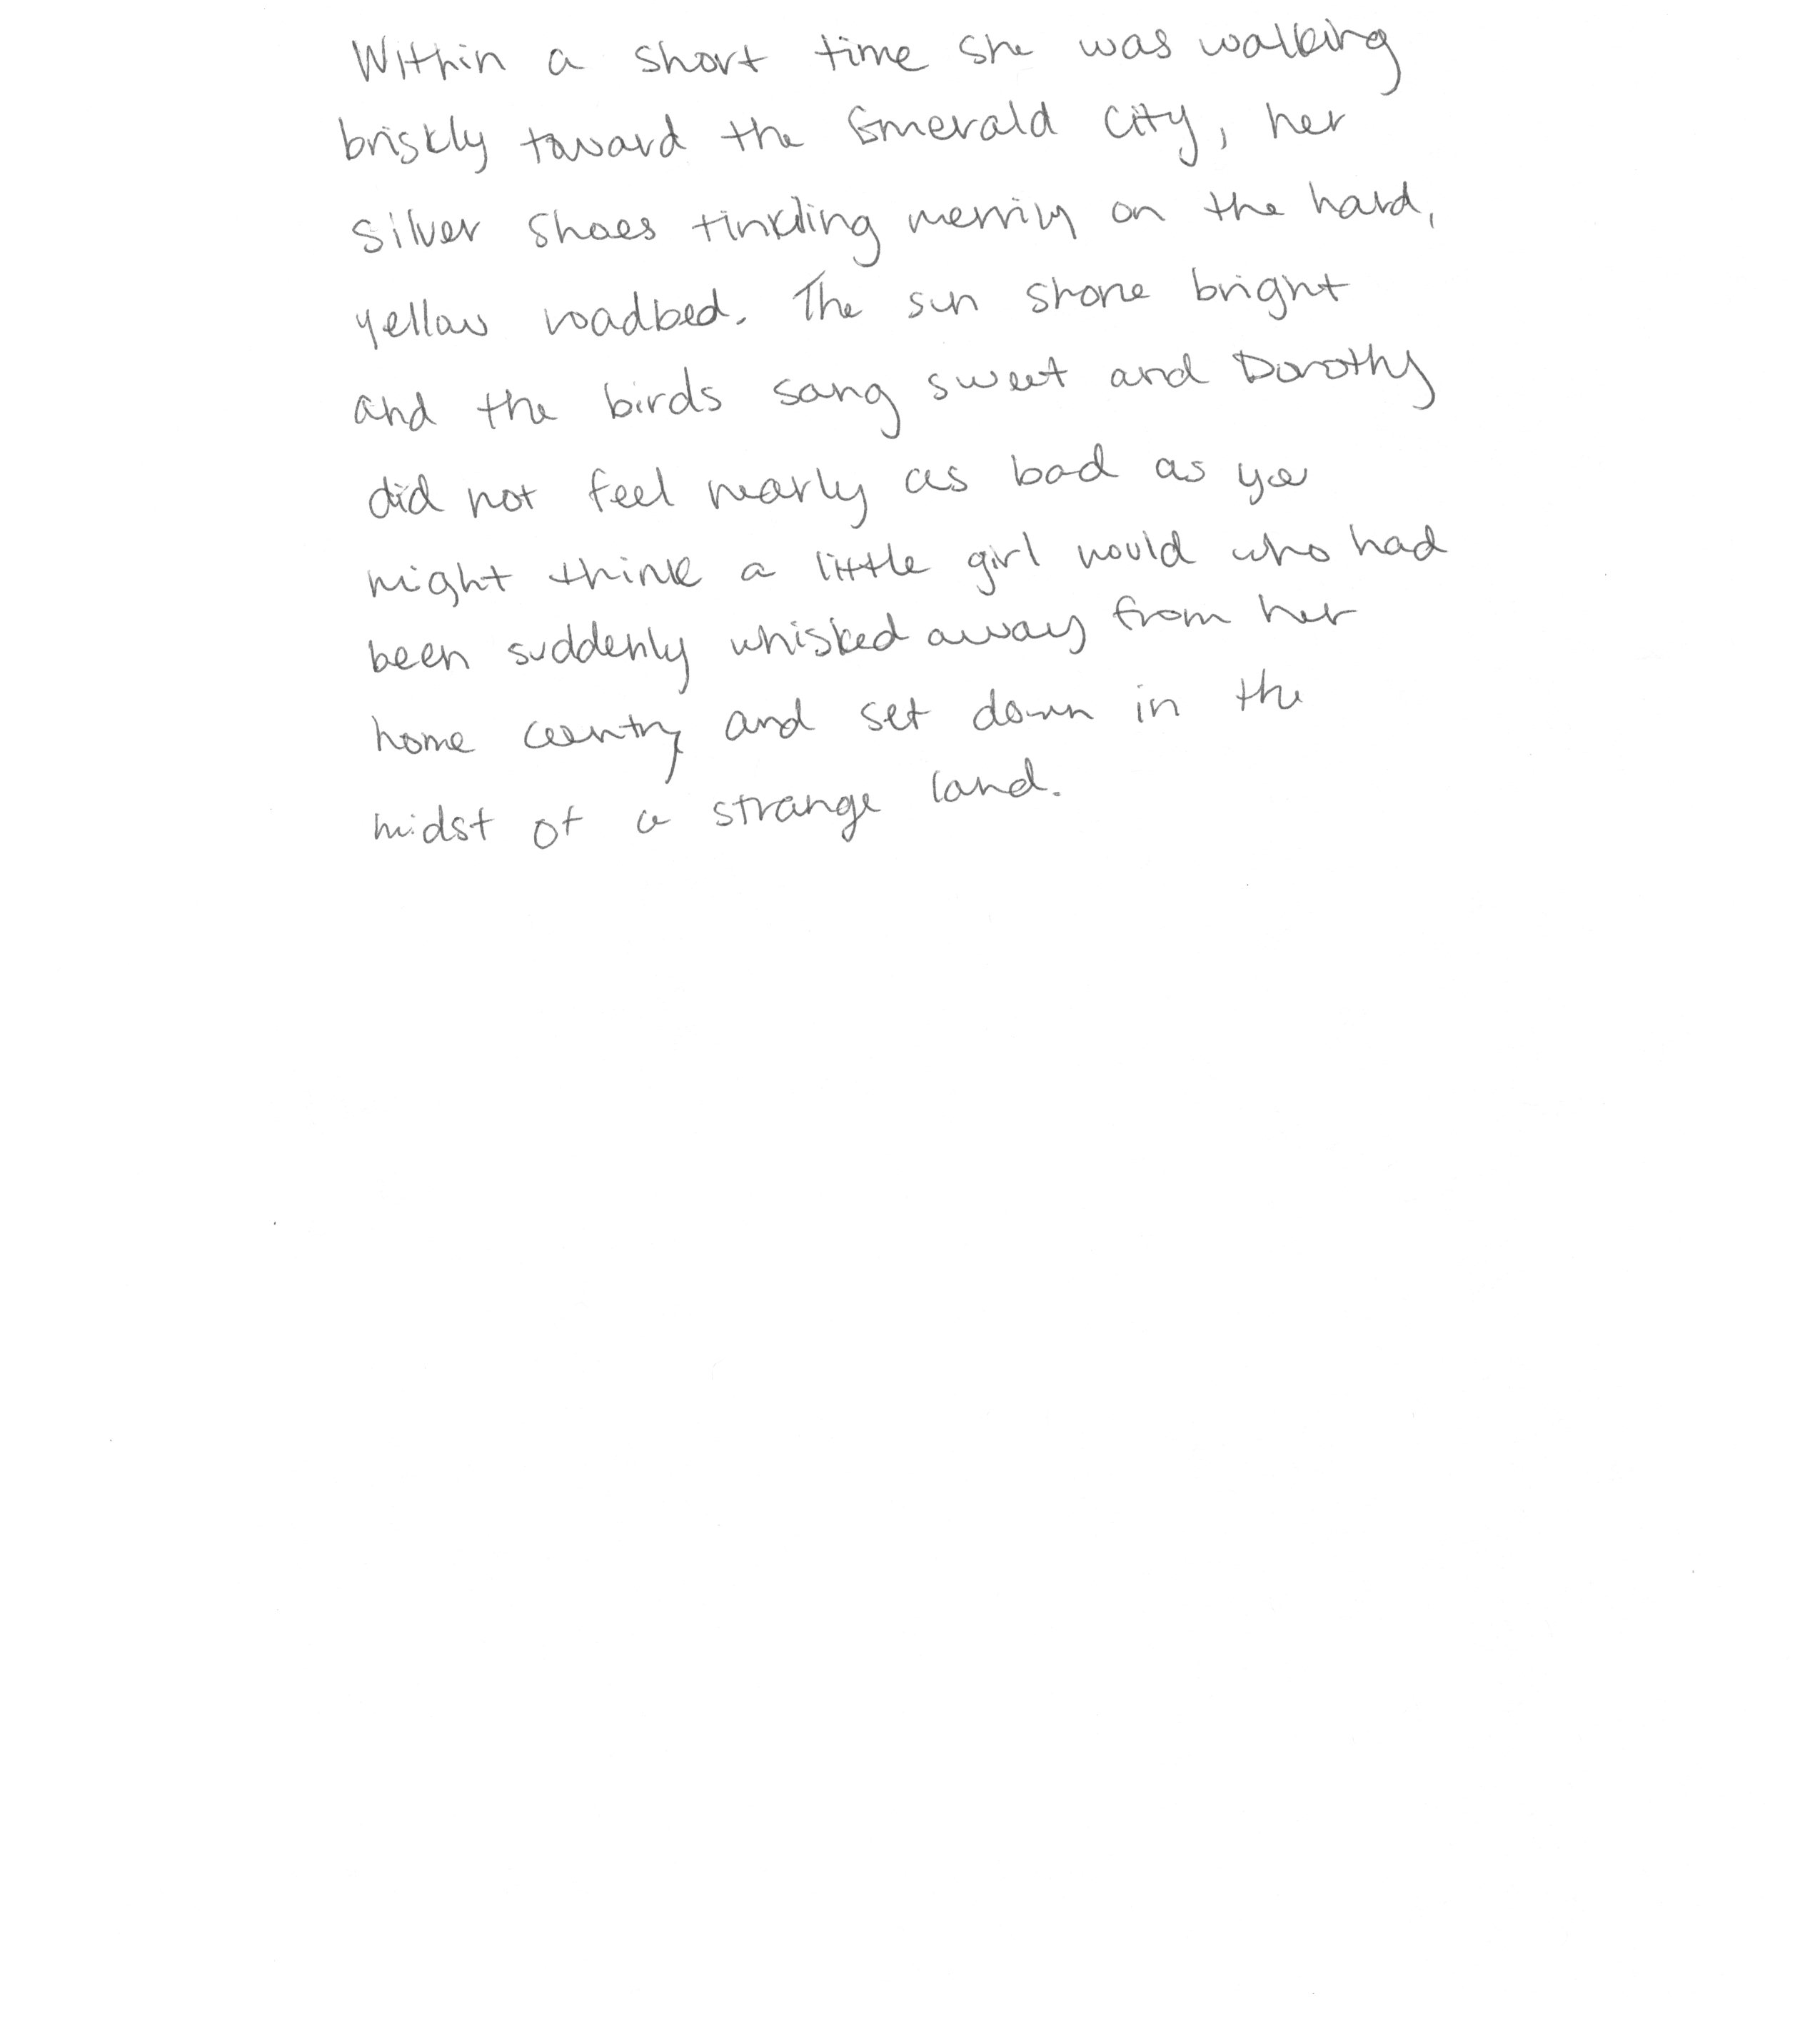 Within a short time she was walking
briskly toward the Emerald City, her
silver shoes tinkling merrily on the hard,
yellow roadbed. The sun shone bright
and the birds sang sweet and Dorothy
did not feel nearly as bad as you
might think a little girl would who had
been suddenly whisked away from her
home country and set down in the
midst of a strange land.